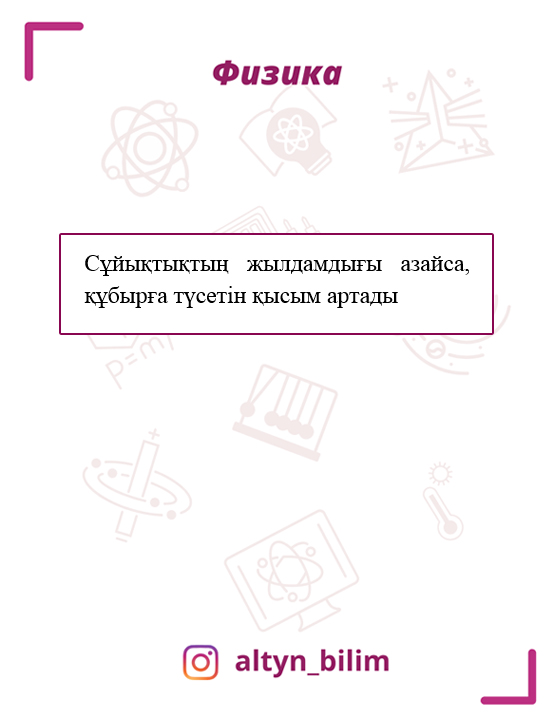 Физика
Сұйықтықтың жылдамдығы азайса,
құбырға түсетін қысым артады
p=m/
altyn_bilim